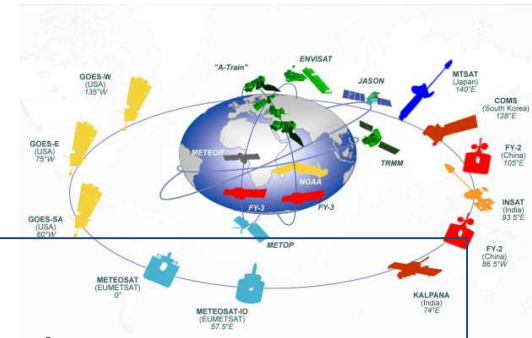 "A-Train"
ENVISAT
JASON
MTSAT
(Japan)
140°E
COMS
(South Korea)
128°E
FY-2
(China)
105°E
INSAT
(India)
93.5°E
FY-2
(China)
86.5°W
KALPANA
(India)
74°E
METEOSAT-IO
(EUMETSAT)
57.5°E
METEOSAT
(EUMETSAT)
0°
GOES-SA
(USA)
60°W
GOES-E
(USA)
75°W
GOES-W
(USA)
135°W
TRMM
METEOR
NOAA
FY-3
FY-3
METOP